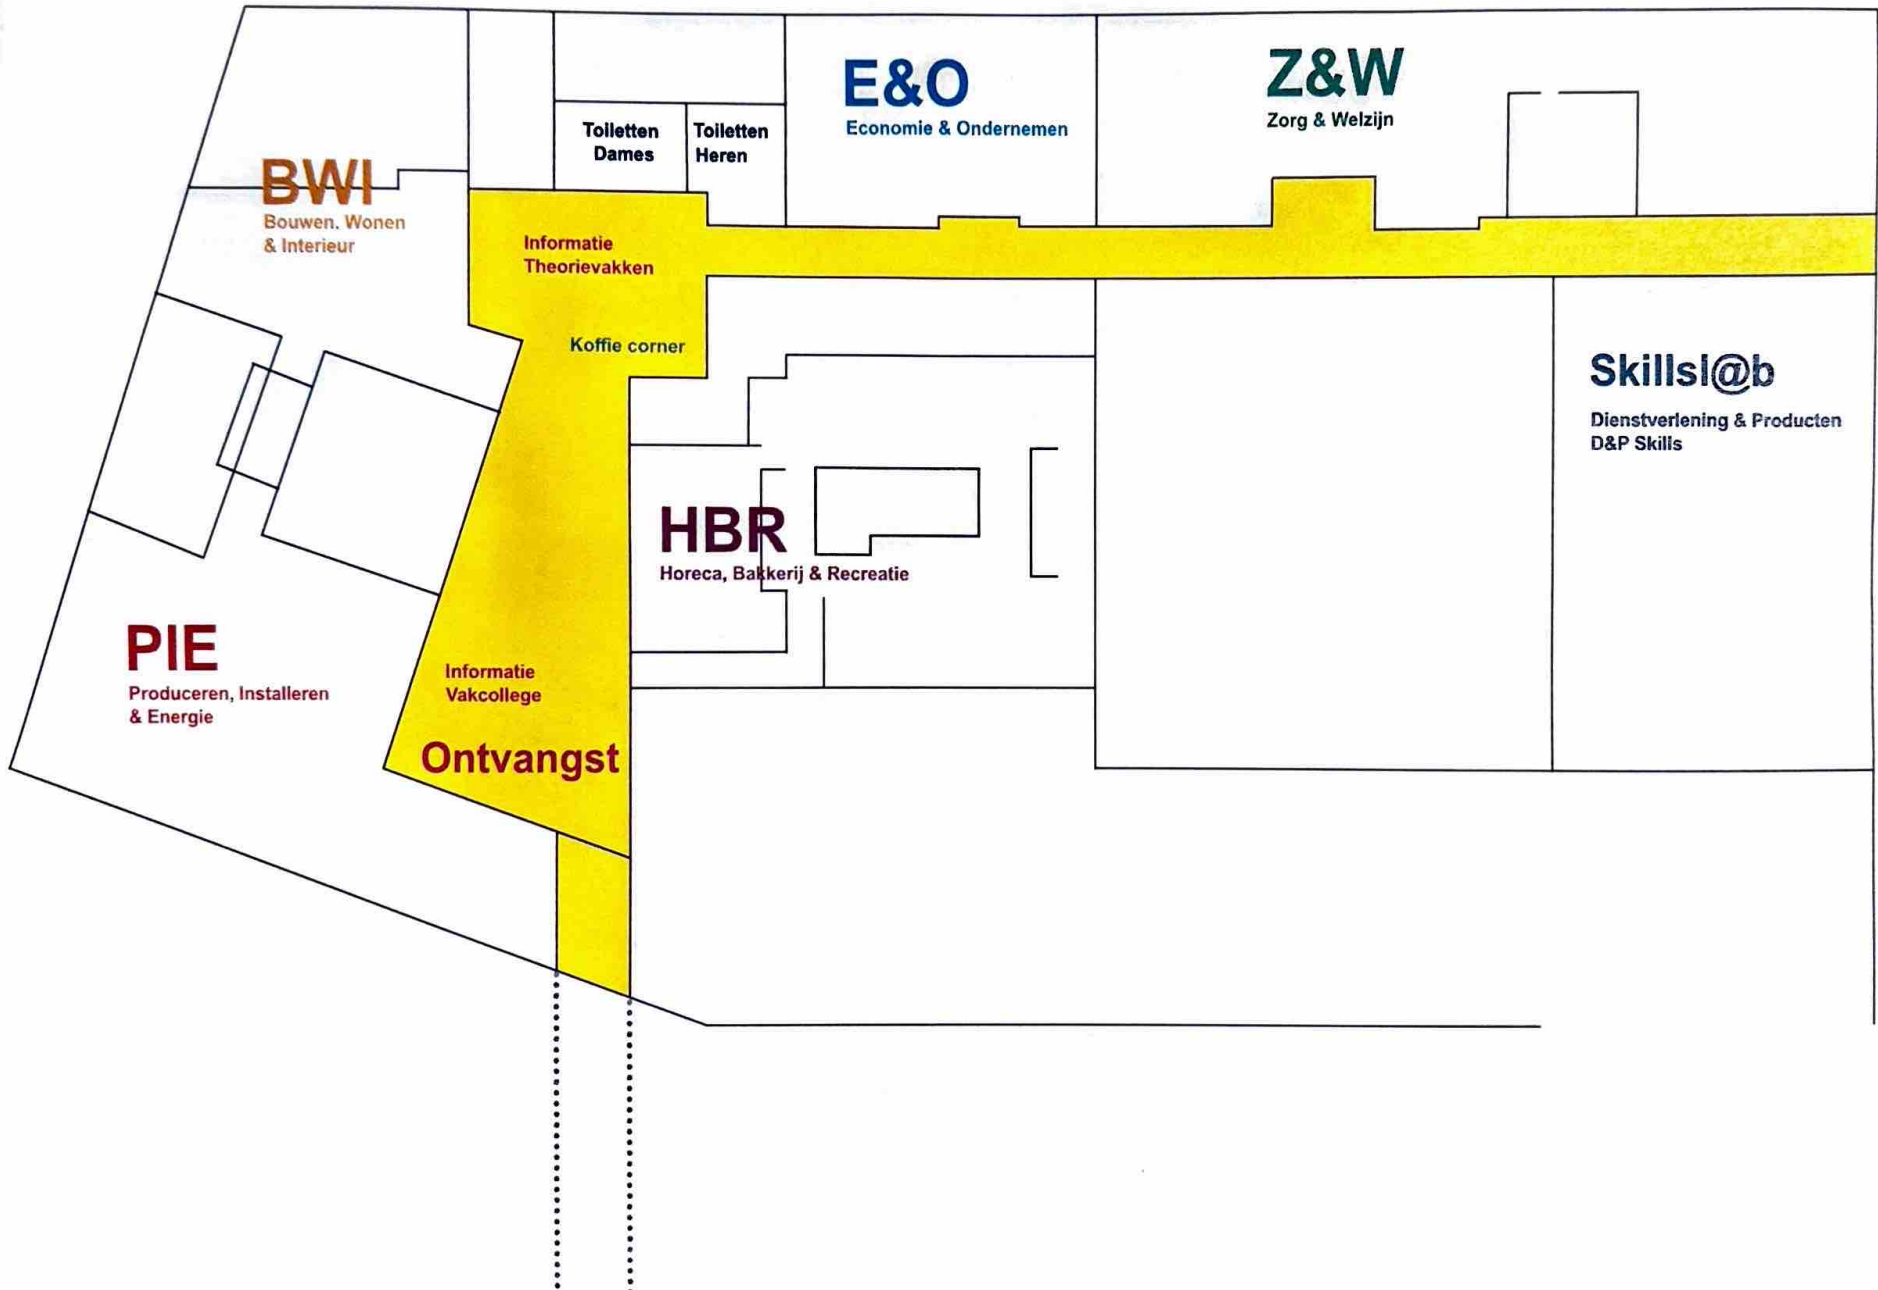 E&O
Economie & Ondernemen
Z&W
Zorg & Welzijn
Toiletten
Dames
Toiletten
Heren
BWI
Bouwen, Wonen
& Interieur
Informatie
Theorievakken
Koffie corner
Skillsl@b
Dienstverlening & Producten
D&P Skills
HBR
Horeca, Bakkerij & Recreatie
PIE
Produceren, Installeren
& Energie
Informatie
Vakcollege
Ontvangst